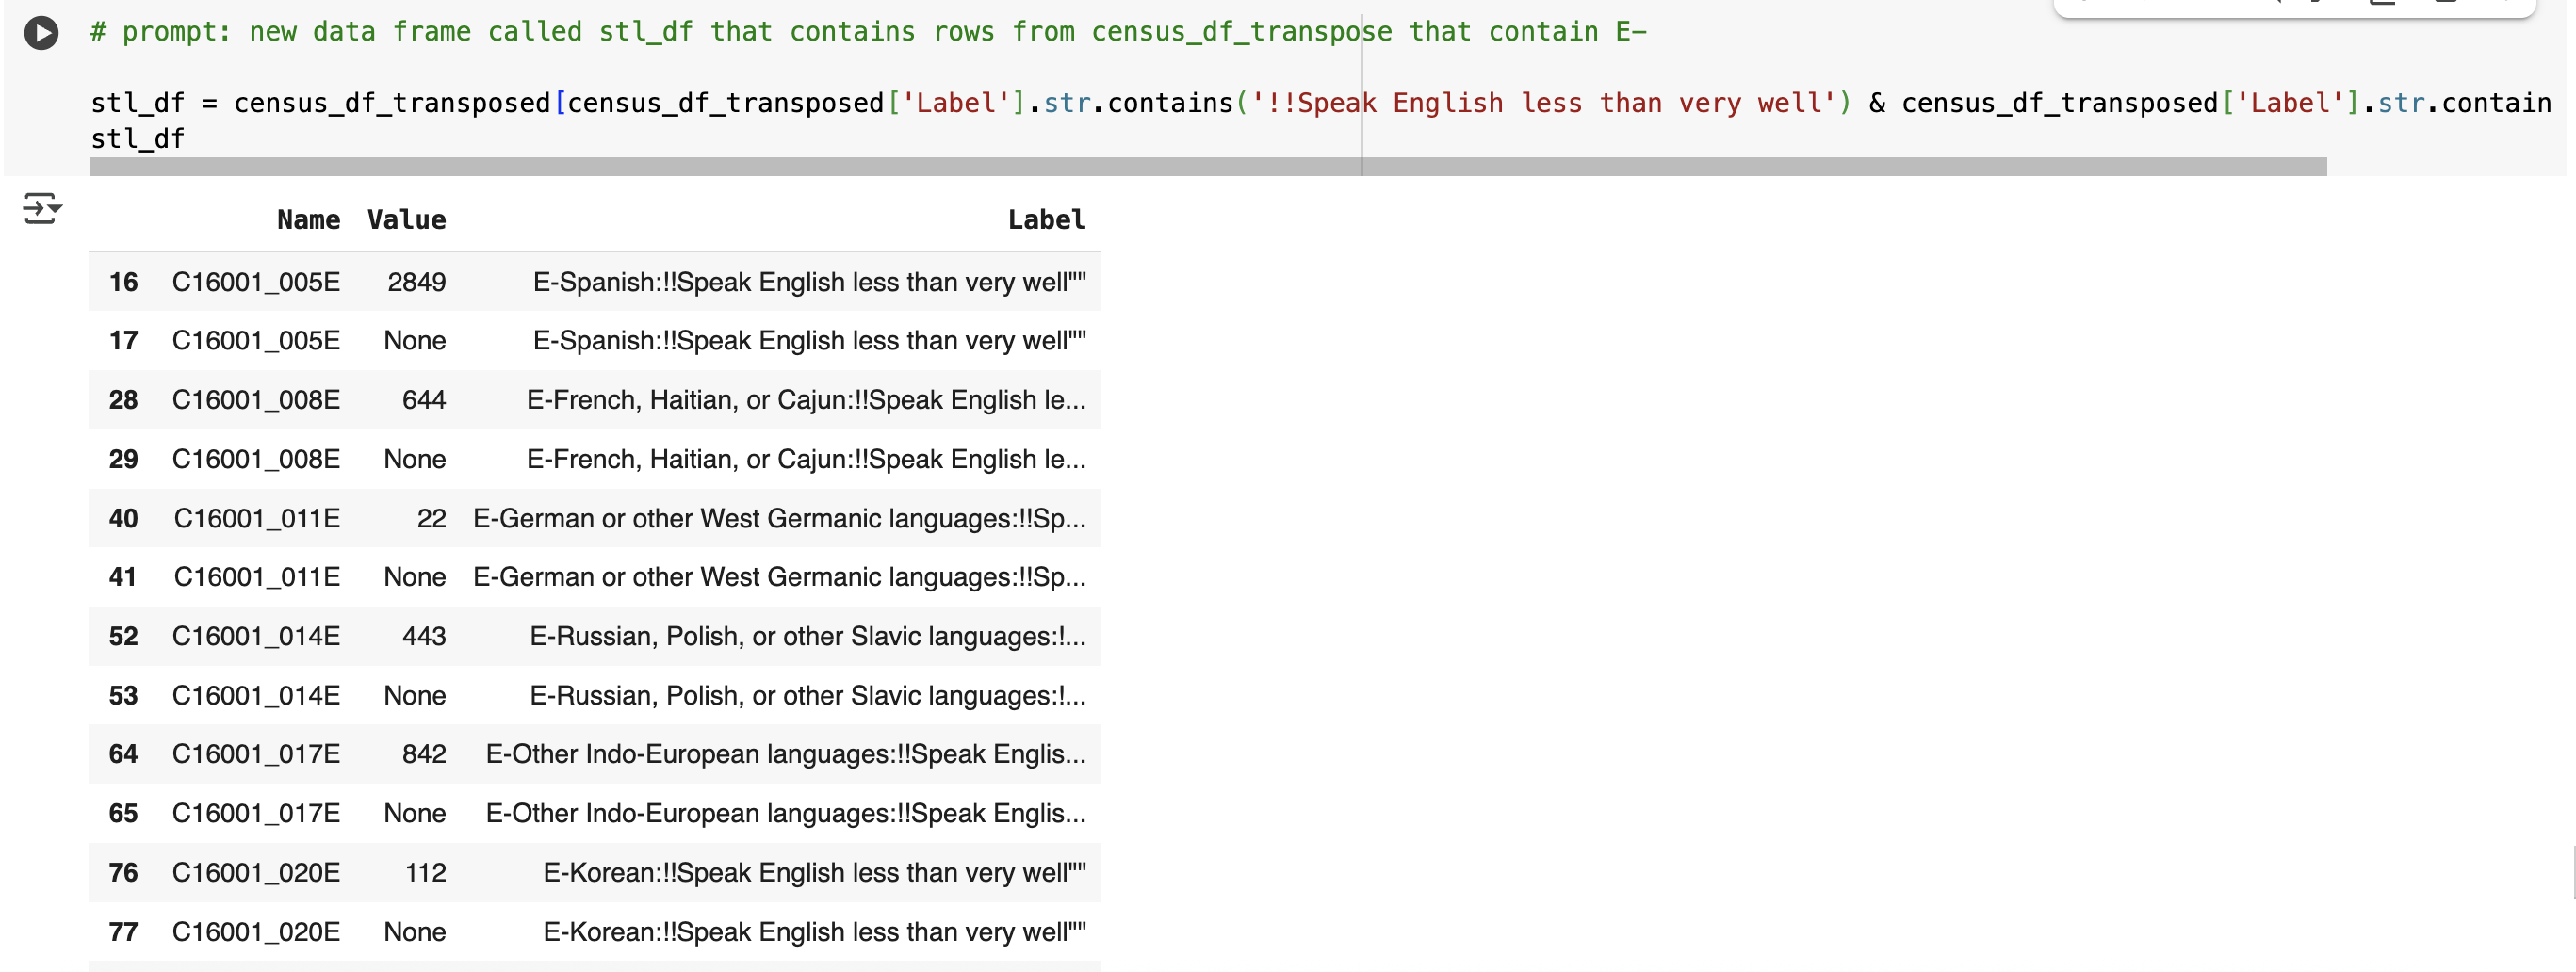 # prompt: new data frame called stl_df that contains rows from census_df_transpose that contain E-
stl_df = census_df_transposed[census_df_transposed['Label'].str.contains('!!Speak English less than very well') & census_df_transposed['Label'].str.contain
stl_df
Name Value Label
16 C16001_005E 2849 E-Spanish:!!Speak English less than very well""
17 C16001_005E None E-Spanish:!!Speak English less than very well""
28 C16001_008E 644 E-French, Haitian, or Cajun:!!Speak English le...
29 C16001_008E None E-French, Haitian, or Cajun:!!Speak English le...
40 C16001_011E 22 E-German or other West Germanic languages:!!Sp...
41 C16001_011E None E-German or other West Germanic languages:!!Sp...
52 C16001_014E 443 E-Russian, Polish, or other Slavic languages:!...
53 C16001_014E None E-Russian, Polish, or other Slavic languages:!...
64 C16001_017E 842 E-Other Indo-European languages:!!Speak Englis...
65 C16001_017E None E-Other Indo-European languages:!!Speak Englis...
76 C16001_020E 112 E-Korean:!!Speak English less than very well""
77 C16001_020E None E-Korean:!!Speak English less than very well""